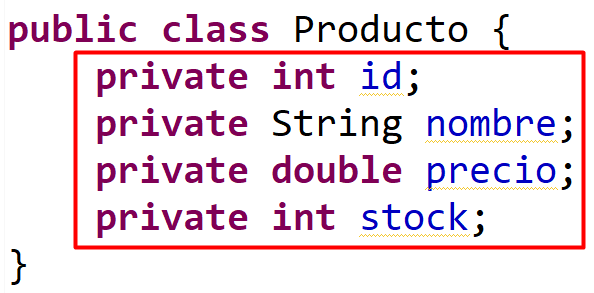 public class Producto {
private int id;
private String nombre;
private double precio;
private int stock;
}